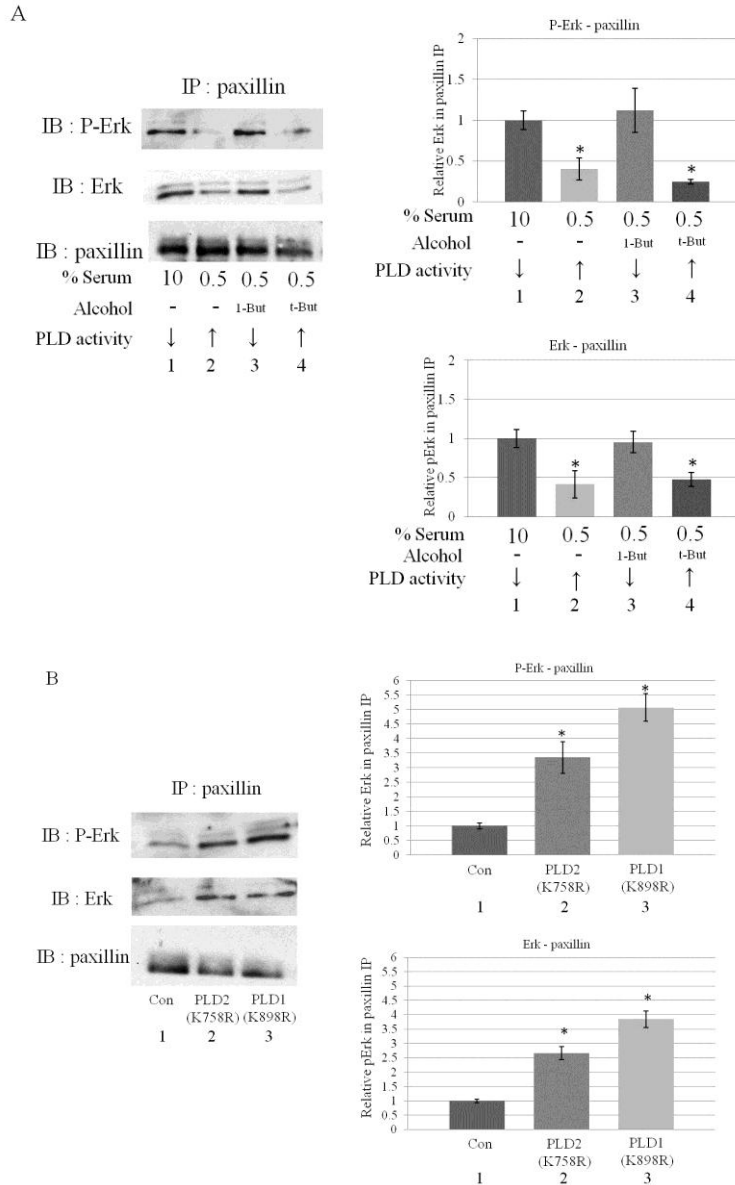 A
IP : paxillin
IB : P-Erk
IB : Erk
IB : paxillin
% Serum 10 0.5 0.5 0.5
Alcohol - - 1-But t-But
PLD activity ↓ ↑ ↓ ↑
1 2 3 4
P-Erk - paxillin
Relative Erk in paxillin IP
2
1.5
1
0.5
0
* *
% Serum 10 0.5 0.5 0.5
Alcohol - - 1-But t-But
PLD activity ↓ ↑ ↓ ↑
1 2 3 4
Erk - paxillin
Relative pErk in paxillin IP
2
1.5
1
0.5
0
* *
% Serum 10 0.5 0.5 0.5
Alcohol - - 1-But t-But
PLD activity ↓ ↑ ↓ ↑
1 2 3 4
B
IP : paxillin
IB : P-Erk
IB : Erk
IB : paxillin
Con PLD2 PLD1
(K758R) (K898R)
1 2 3
P-Erk - paxillin
Relative Erk in paxillin IP
6
5.5
5
4.5
4
3.5
3
2.5
2
1.5
1
0.5
0
* *
Con PLD2 PLD1
(K758R) (K898R)
1 2 3
Erk - paxillin
Relative pErk in paxillin IP
6
5.5
5
4.5
4
3.5
3
2.5
2
1.5
1
0.5
0
* *
Con PLD2 PLD1
(K758R) (K898R)
1 2 3